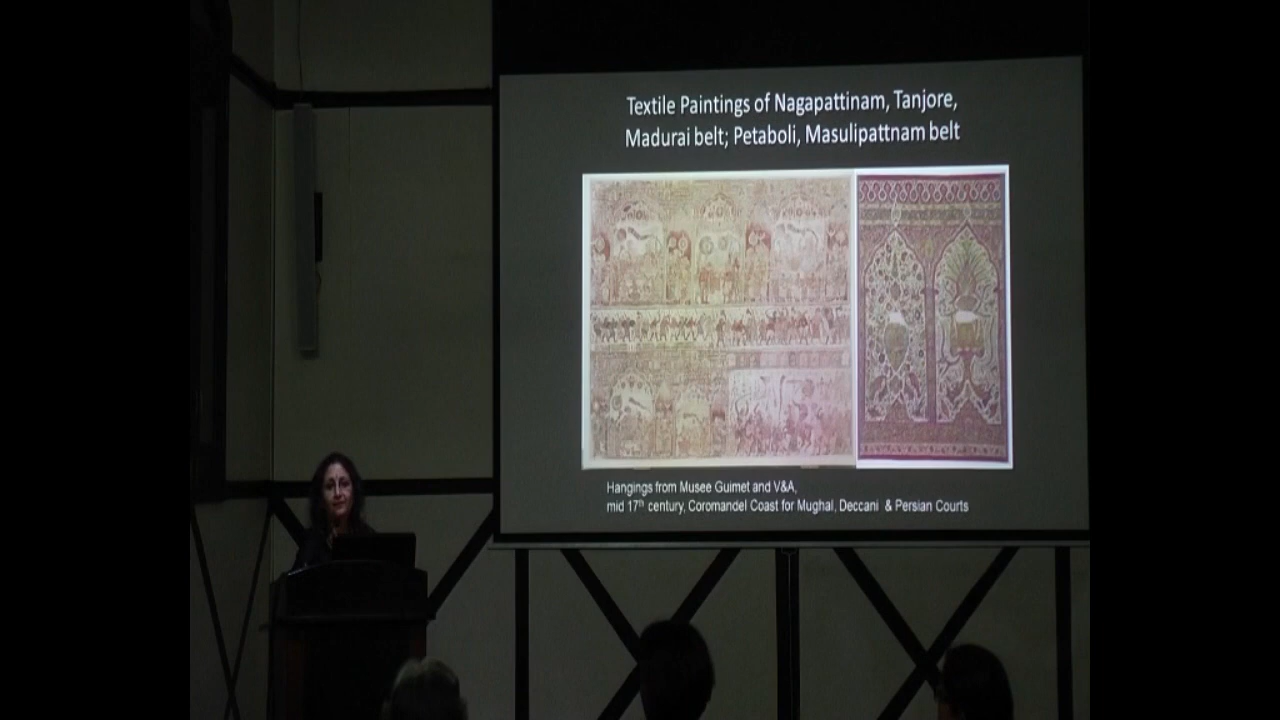 Textile Paintings of Nagapattinam, Tanjore,
Madurai belt; Petaboli, Masulipattnam belt
Hangings from Musee Guimet and V&A,
mid 17th century, Coromandel Coast for Mughal, Deccani & Persian Courts